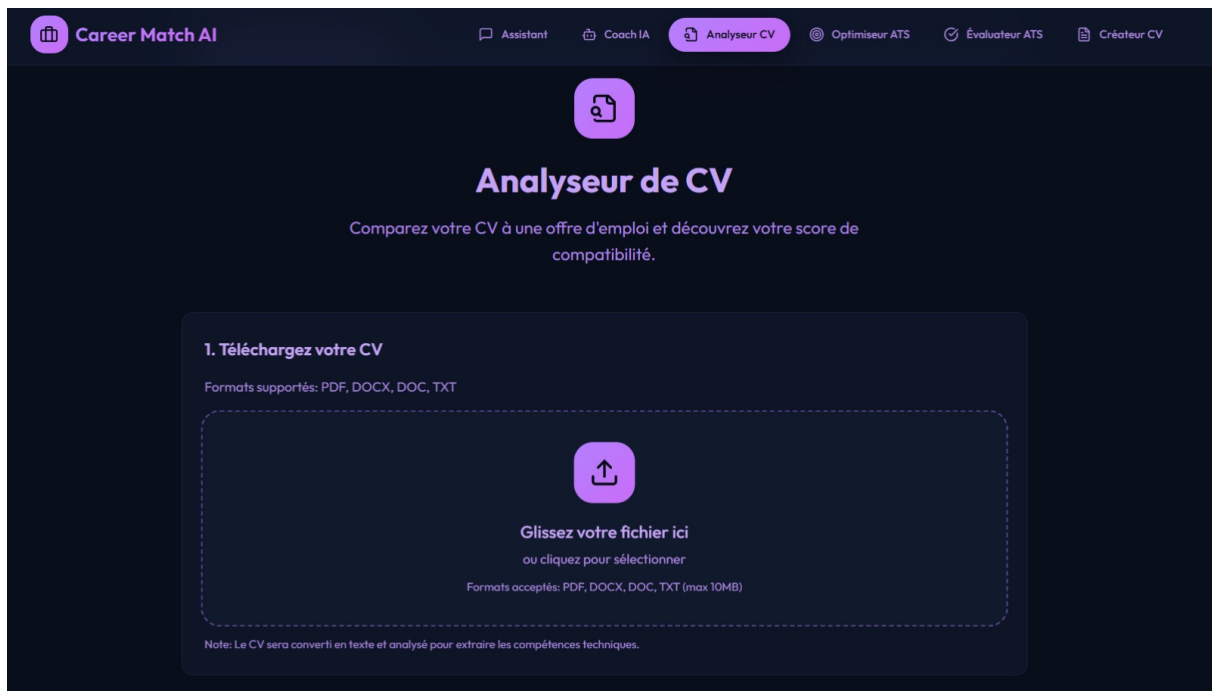 Career Match AI
Assistant
Coach IA
Analyseur CV
Optimiseur ATS
Évaluateur ATS
Créateur CV
Analyseur de CV
Comparez votre CV à une offre d'emploi et découvrez votre score de
compatibilité.
1. Téléchargez votre CV
Formats supportés: PDF, DOCX, DOC, TXT
Glissez votre fichier ici
ou cliquez pour sélectionner
Formats acceptés: PDF, DOCX, DOC, TXT (max 10MB)
Note: Le CV sera converti en texte et analysé pour extraire les compétences techniques.